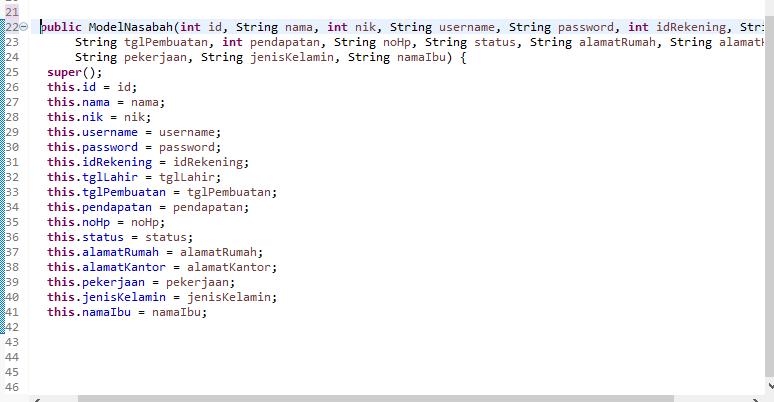 20
21
22 public ModelNasabah(int id, String nama, int nik, String username, String password, int idRekening,
23 String tglPembuatan, int pendapatan, String noHp, String status, String alamatRumah, String
24 String pekerjaan, String jenisKelamin, String namaIbu) {
25 super();
26 this.id = id;
27 this.nama = nama;
28 this.nik = nik;
29 this.username = username;
30 this.password = password;
31 this.idRekening = idRekening;
32 this.tglLahir = tglLahir;
33 this.tglPembuatan = tglPembuatan;
34 this.pendapatan = pendapatan;
35 this.noHp = noHp;
36 this.status = status;
37 this.alamatRumah = alamatRumah;
38 this.alamatKantor = alamatKantor;
39 this.pekerjaan = pekerjaan;
40 this.jenisKelamin = jenisKelamin;
41 this.namaIbu = namaIbu;
42
43
44
45
46